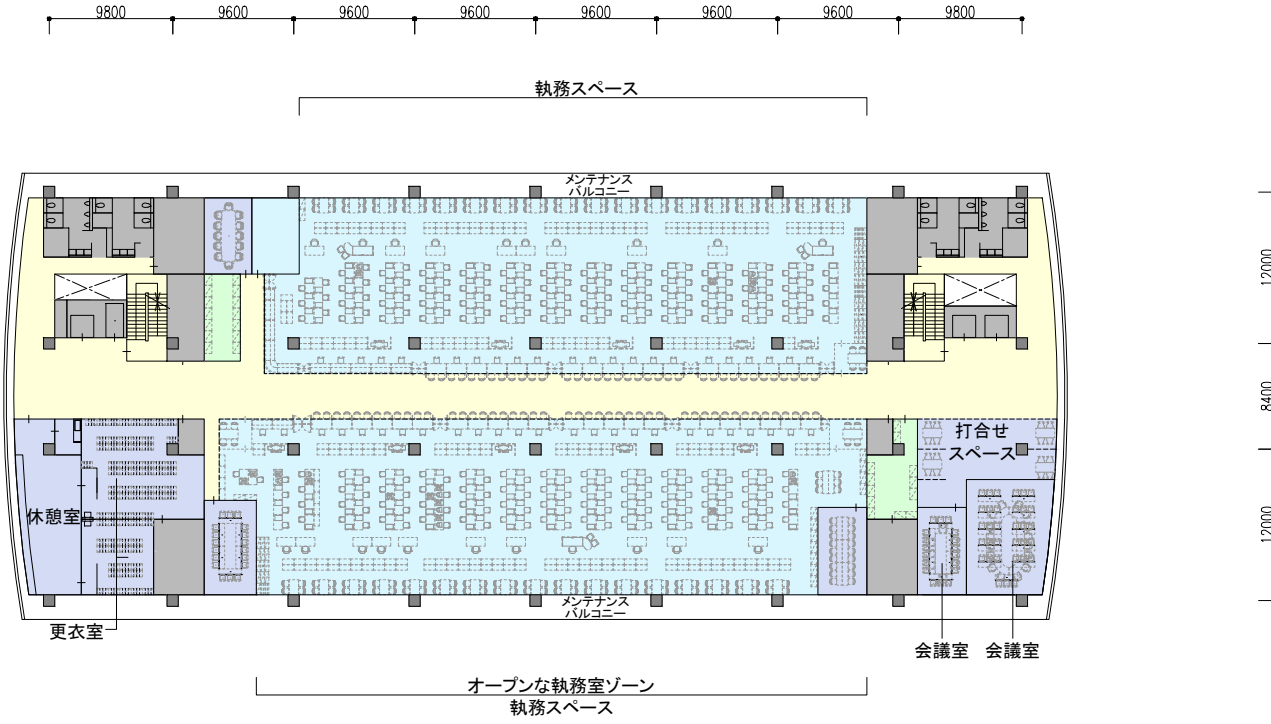 9800 9600 9600 9600 9600 9600 9600 9800
執務スペース
メンテナンス
バルコニー
12000
8400
12000
打合せ
スペース
休憩室
メンテナンス
バルコニー
更衣室
会議室 会議室
オープンな執務室ゾーン
執務スペース